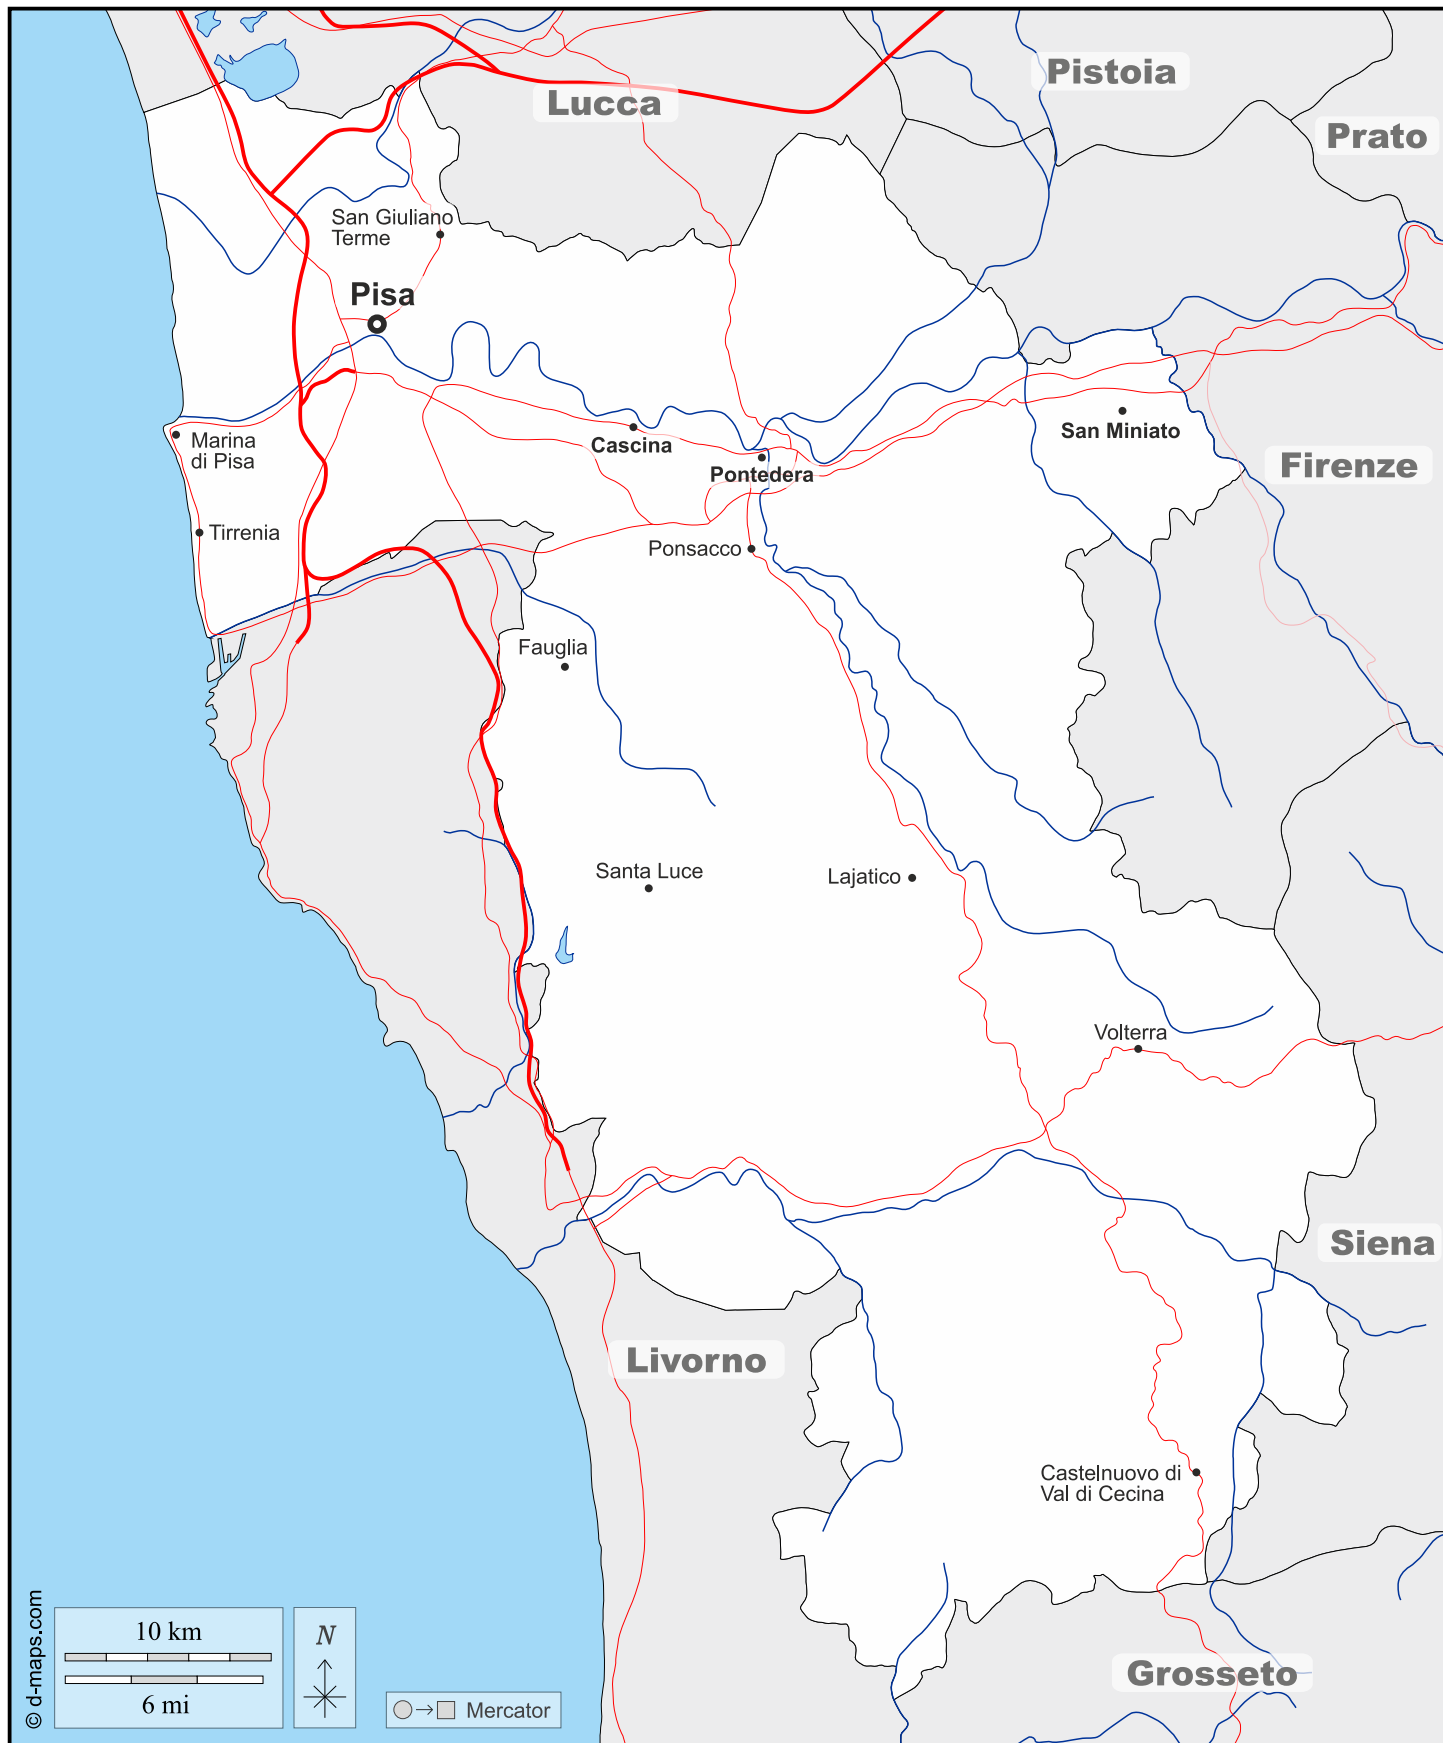 Pistoia
Lucca
Prato
San Giuliano
Terme
Pisa
San Miniato
Marina
di Pisa
Cascina
Firenze
Pontedera
Tirrenia
Ponsacco
Fauglia
Santa Luce
Lajatico
Volterra
Siena
Livorno
Castelnuovo di
Val di Cecina
Grosseto
© d-maps.com
10 km
6 mi
N
Mercator